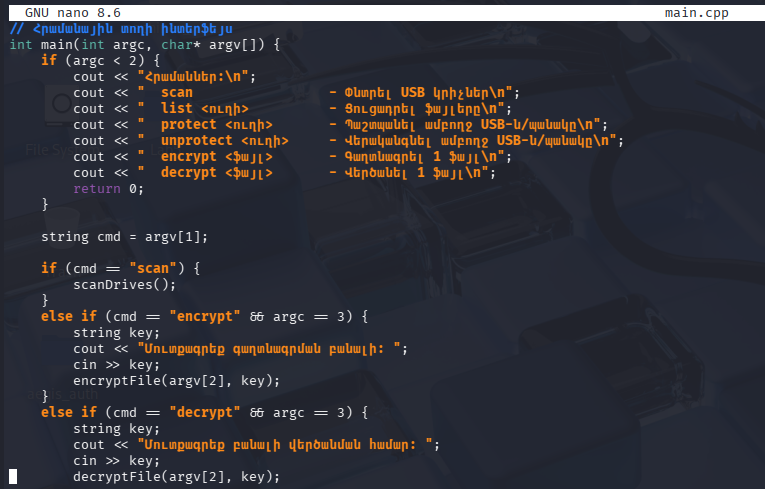 GNU nano 8.6 main.cpp
// Հրամանային տողի ինտերֆեյս
int main(int argc, char* argv[]) {
    if (argc < 2) {
        cout << "Հրամաններ:\n";
        cout << "  scan                 - Փնտրել USB կրիչներ\n";
        cout << "  list <ուղի>          - Ցուցադրել ֆայլերը\n";
        cout << "  protect <ուղի>       - Պաշտպանել ամբողջ USB-ն/պանակը\n";
        cout << "  unprotect <ուղի>     - Վերականգնել ամբողջ USB-ն/պանակը\n";
        cout << "  encrypt <ֆայլ>       - Գաղտնագրել 1 ֆայլ\n";
        cout << "  decrypt <ֆայլ>       - Վերծանել 1 ֆայլ\n";
        return 0;
    }
    string cmd = argv[1];
    if (cmd == "scan") {
        scanDrives();
    }
    else if (cmd == "encrypt" && argc == 3) {
        string key;
        cout << "Մուտքագրեք գաղտնագրման բանալի: ";
        cin >> key;
        encryptFile(argv[2], key);
    }
    else if (cmd == "decrypt" && argc == 3) {
        string key;
        cout << "Մուտքագրեք բանալի վերծանման համար: ";
        cin >> key;
        decryptFile(argv[2], key);